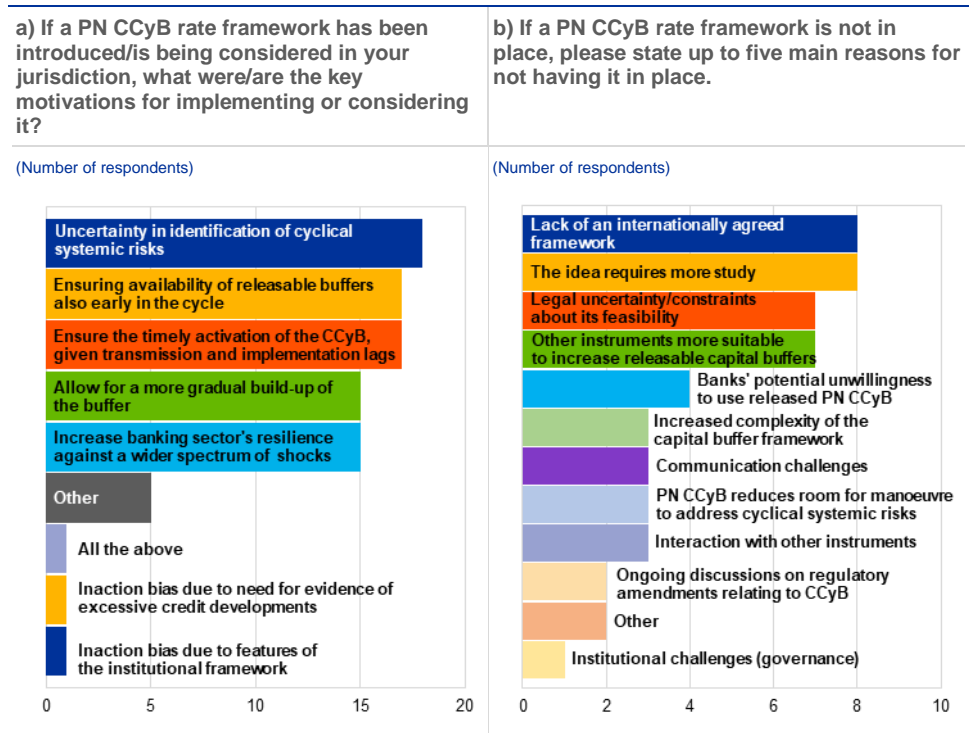 a) If a PN CCyB rate framework has been
introduced/is being considered in your
jurisdiction, what were/are the key
motivations for implementing or considering
it?
(Number of respondents)
Uncertainty in identification of cyclical
systemic risks
Ensuring availability of releasable buffers
also early in the cycle
Ensure the timely activation of the CCyB,
given transmission and implementation lags
Allow for a more gradual build-up of
the buffer
Increase banking sector's resilience
against a wider spectrum of shocks
Other
All the above
Inaction bias due to need for evidence of
excessive credit developments
Inaction bias due to features of
the institutional framework
0 5 10 15 20
b) If a PN CCyB rate framework is not in
place, please state up to five main reasons for
not having it in place.
(Number of respondents)
Lack of an internationally agreed
framework
The idea requires more study
Legal uncertainty/constraints
about its feasibility
Other instruments more suitable
to increase releasable capital buffers
Banks' potential unwillingness
to use released PN CCyB
Increased complexity of the
capital buffer framework
Communication challenges
PN CCyB reduces room for manoeuvre
to address cyclical systemic risks
Interaction with other instruments
Ongoing discussions on regulatory
amendments relating to CCyB
Other
Institutional challenges (governance)
0 2 4 6 8 10